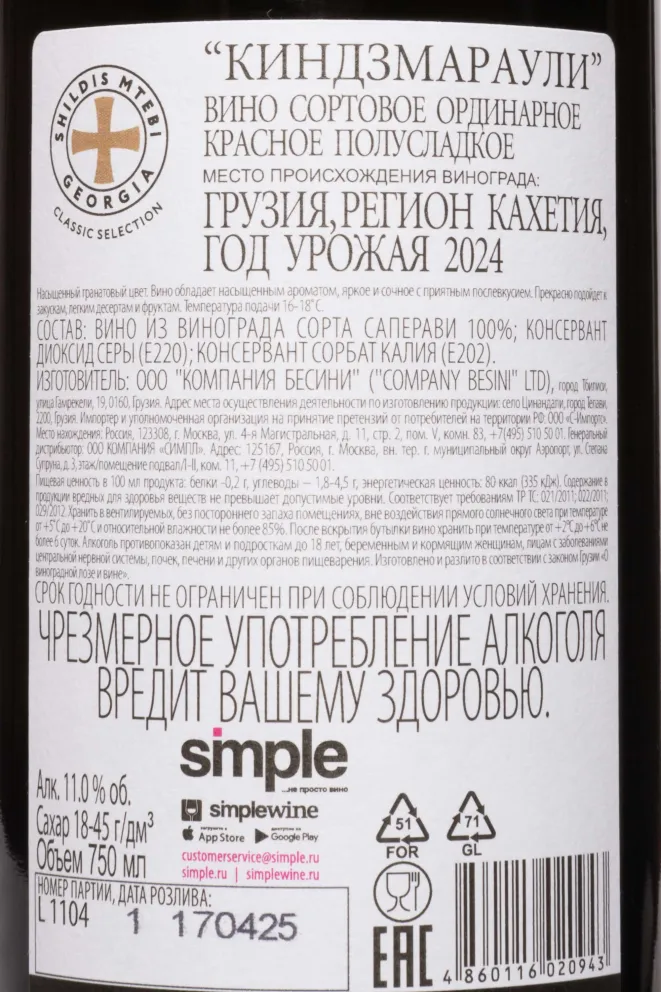 SHILDIS MTEBI
GEORGIA
CLASSIC SELECTION
“КИНДЗМАРАУЛИ”
ВИНО СОРТОВОЕ ОРДИНАРНОЕ
КРАСНОЕ ПОЛУСЛАДКОЕ
МЕСТО ПРОИСХОЖДЕНИЯ ВИНОГРАДА:
ГРУЗИЯ, РЕГИОН КАХЕТИЯ,
ГОД УРОЖАЯ 2024
Насыщенный гранатовый цвет. Вино обладает насыщенным ароматом, яркое и сочное с приятным послевкусием. Прекрасно подойдет к
закускам, легким десертам и фруктам. Температура подачи 16-18°С.
СОСТАВ: ВИНО ИЗ ВИНОГРАДА СОРТА САПЕРАВИ 100%; КОНСЕРВАНТ
ДИОКСИД СЕРЫ (Е220); КОНСЕРВАНТ СОРБАТ КАЛИЯ (Е202).
ИЗГОТОВИТЕЛЬ: ООО "КОМПАНИЯ БЕСИНИ" ("COMPANY BESINI" LTD), город Тбилиси,
улица Гамрекели, 19, 0160, Грузия. Адрес места осуществления деятельности по изготовлению продукции: село Цинандали, город Телави,
2200, Грузия. Импортер и уполномоченная организация на принятие претензий от потребителей на территории РФ: ООО «С-Импорт».
Место нахождения: Россия, 123308, г. Москва, ул. 4-я Магистральная, д. 11, стр. 2, пом. V, комн. 83, +7(495) 510 50 01. Генеральный
дистрибьютор: ООО КОМПАНИЯ «СИМПЛ». Адрес: 125167, Россия, г. Москва, вн. тер. г. муниципальный округ Аэропорт, ул. Степана
Супруна, д. 3, этаж/помещение подвал/I-II, ком. 11, +7 (495) 510 50 01.
Пищевая ценность в 100 мл продукта: белки -0,2 г, углеводы – 1,8-4,5 г, энергетическая ценность: 80 ккал (335 кДж). Содержание в
продукции вредных для здоровья веществ не превышает допустимые уровни. Соответствует требованиям ТР ТС: 021/2011; 022/2011;
029/2012. Хранить в вентилируемых, без постороннего запаха помещениях, вне воздействия прямого солнечного света при температуре
от +5°С до +20°С и относительной влажности не более 85%. После вскрытия бутылки вино хранить при температуре от +2°С до +6°С не
более 6 суток. Алкоголь противопоказан детям и подросткам до 18 лет, беременным и кормящим женщинам, лицам с заболеваниями
центральной нервной системы, почек, печени и других органов пищеварения. Изготовлено и разлито в соответствии с законом Грузии «О
виноградной лозе и вине».
СРОК ГОДНОСТИ НЕ ОГРАНИЧЕН ПРИ СОБЛЮДЕНИИ УСЛОВИЙ ХРАНЕНИЯ.
ЧРЕЗМЕРНОЕ УПОТРЕБЛЕНИЕ АЛКОГОЛЯ
ВРЕДИТ ВАШЕМУ ЗДОРОВЬЮ.
simple
...не просто вино
simplewine
загрузите в App Store
доступно на Google Play
customerservice@simple.ru
simple.ru | simplewine.ru
Алк. 11.0 % об.
Сахар 18-45 г/дм³
Объем 750 мл
НОМЕР ПАРТИИ, ДАТА РОЗЛИВА:
L 1104 1 170425
51
FOR
71
GL
EAC
4 860116 020943